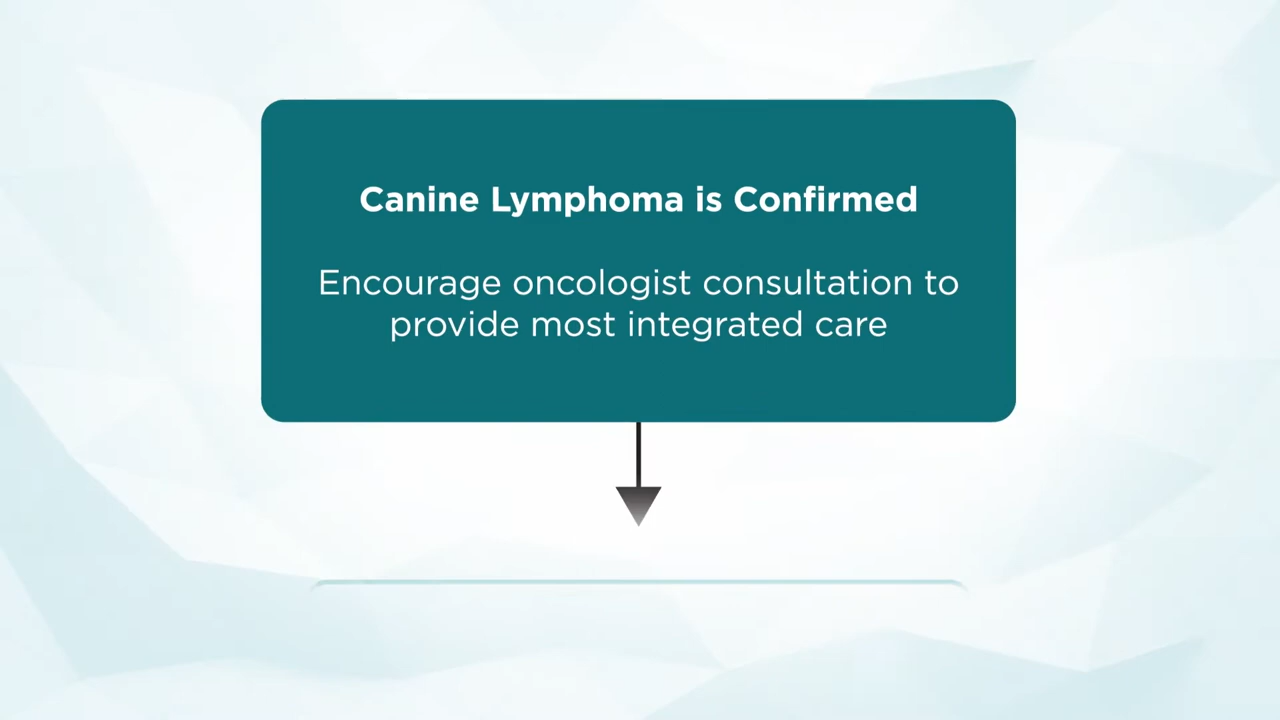 Canine Lymphoma is Confirmed
Encourage oncologist consultation to
provide most integrated care